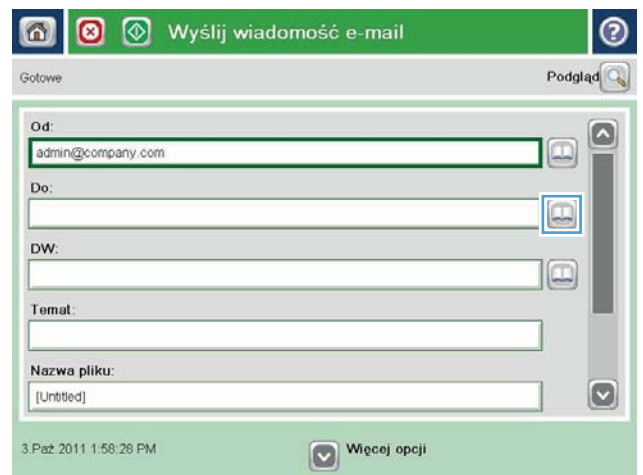 Wyślij wiadomość e-mail
Gotowe
Podgląd
Od:
admin@company.com
Do:
DW:
Temat:
Nazwa pliku:
[Untitled]
3.Paź.2011 1:58:28 PM
Więcej opcji